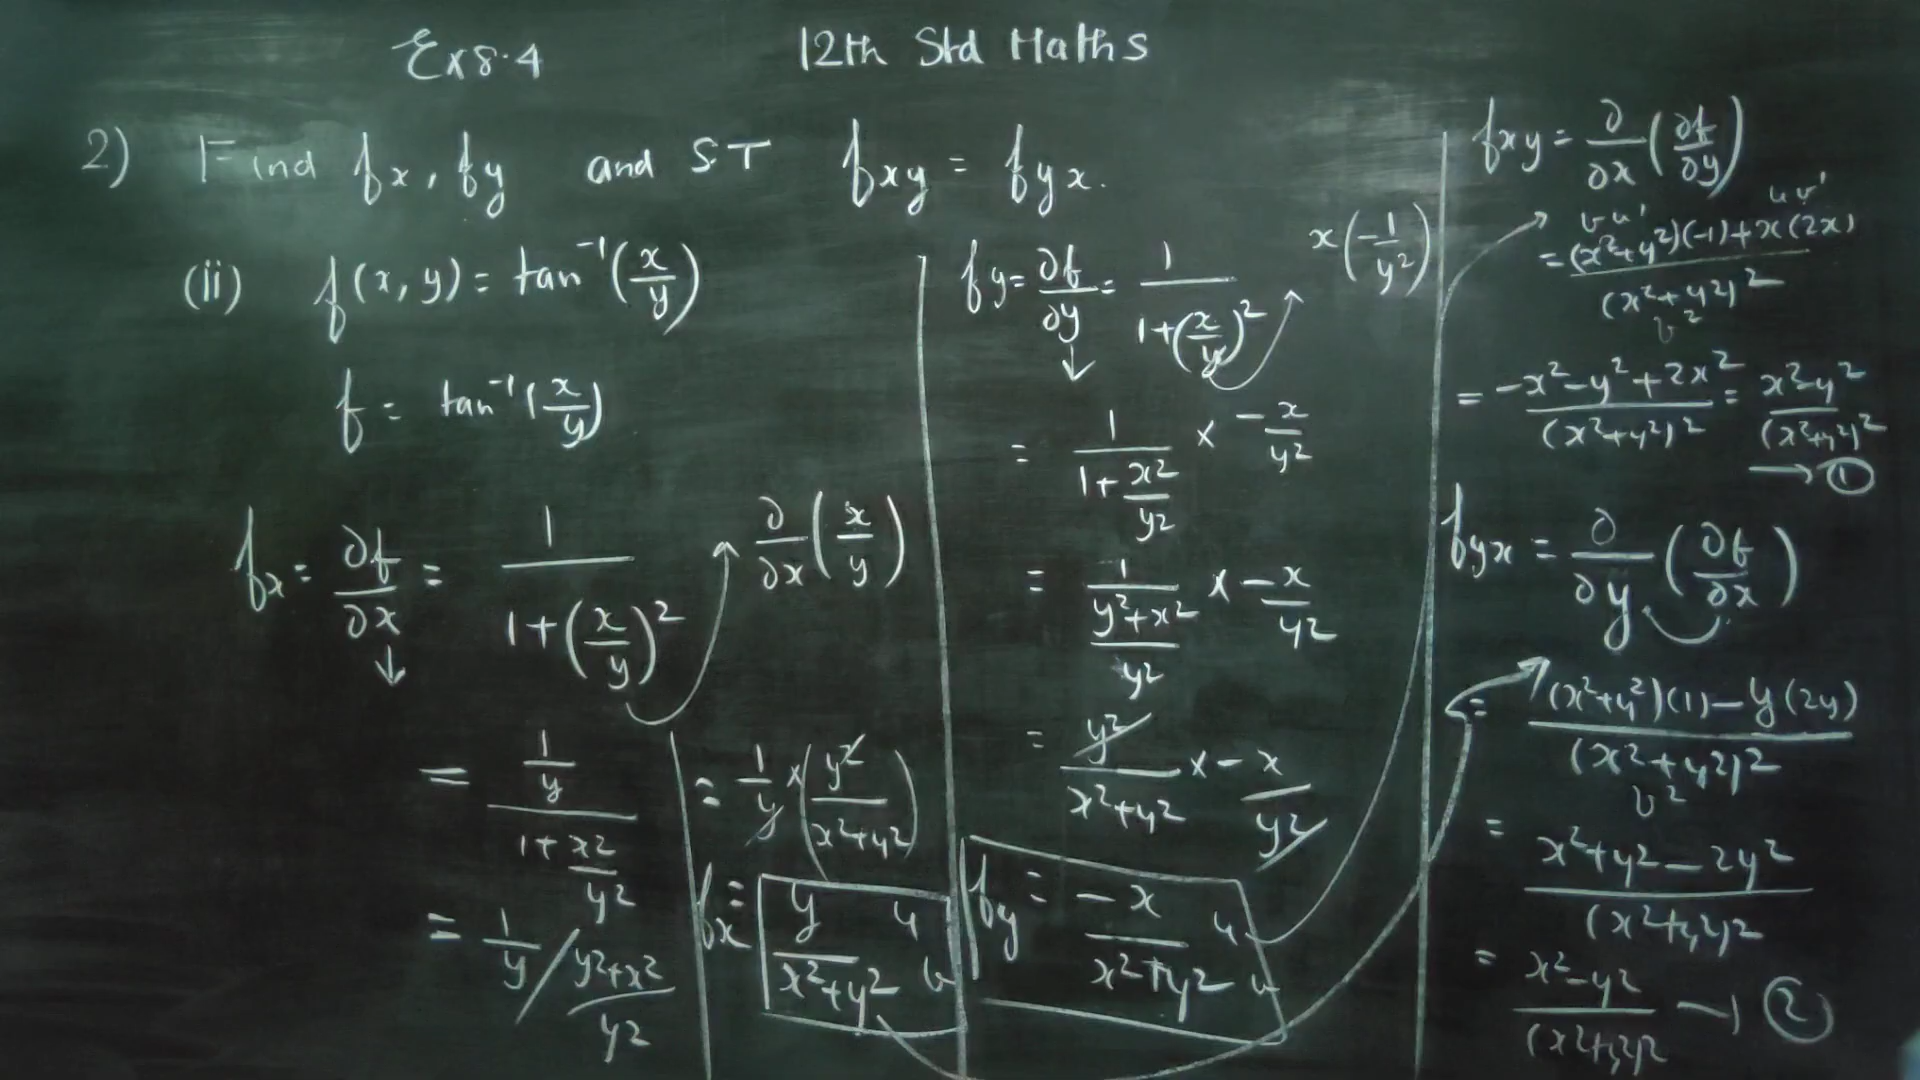 Ex 8.4 12th Std Maths
2) Find fx, fy and S.T fxy = fyx.
(ii) f(x, y) = tan⁻¹(x/y)
f = tan⁻¹(x/y)
fx = ∂f/∂x = 1/(1+(x/y)²) ∂/∂x (x/y)
↓
= (1/y)/(1+x²/y²)
= 1/y / (y²+x²)/y²
= 1/y × (y²/(x²+y²))
fx = y/(x²+y²) u v
fy = ∂f/∂y = 1/(1+(x/y)²) x(-1/y²)
↓
= 1/(1+x²/y²) × -x/y²
= 1/((y²+x²)/y²) × -x/y²
= y²/(x²+y²) × -x/y²
fy = -x/(x²+y²) u v
fxy = ∂/∂x (∂f/∂y)
vu' uv'
= ((x²+y²)(-1)+x(2x))/(x²+y²)²
v²
= (-x²-y²+2x²)/(x²+y²)² = (x²-y²)/(x²+y²)²
→ ①
fyx = ∂/∂y (∂f/∂x)
= ((x²+y²)(1)-y(2y))/(x²+y²)²
v²
= (x²+y²-2y²)/(x²+y²)²
= (x²-y²)/(x²+y²)² → ②